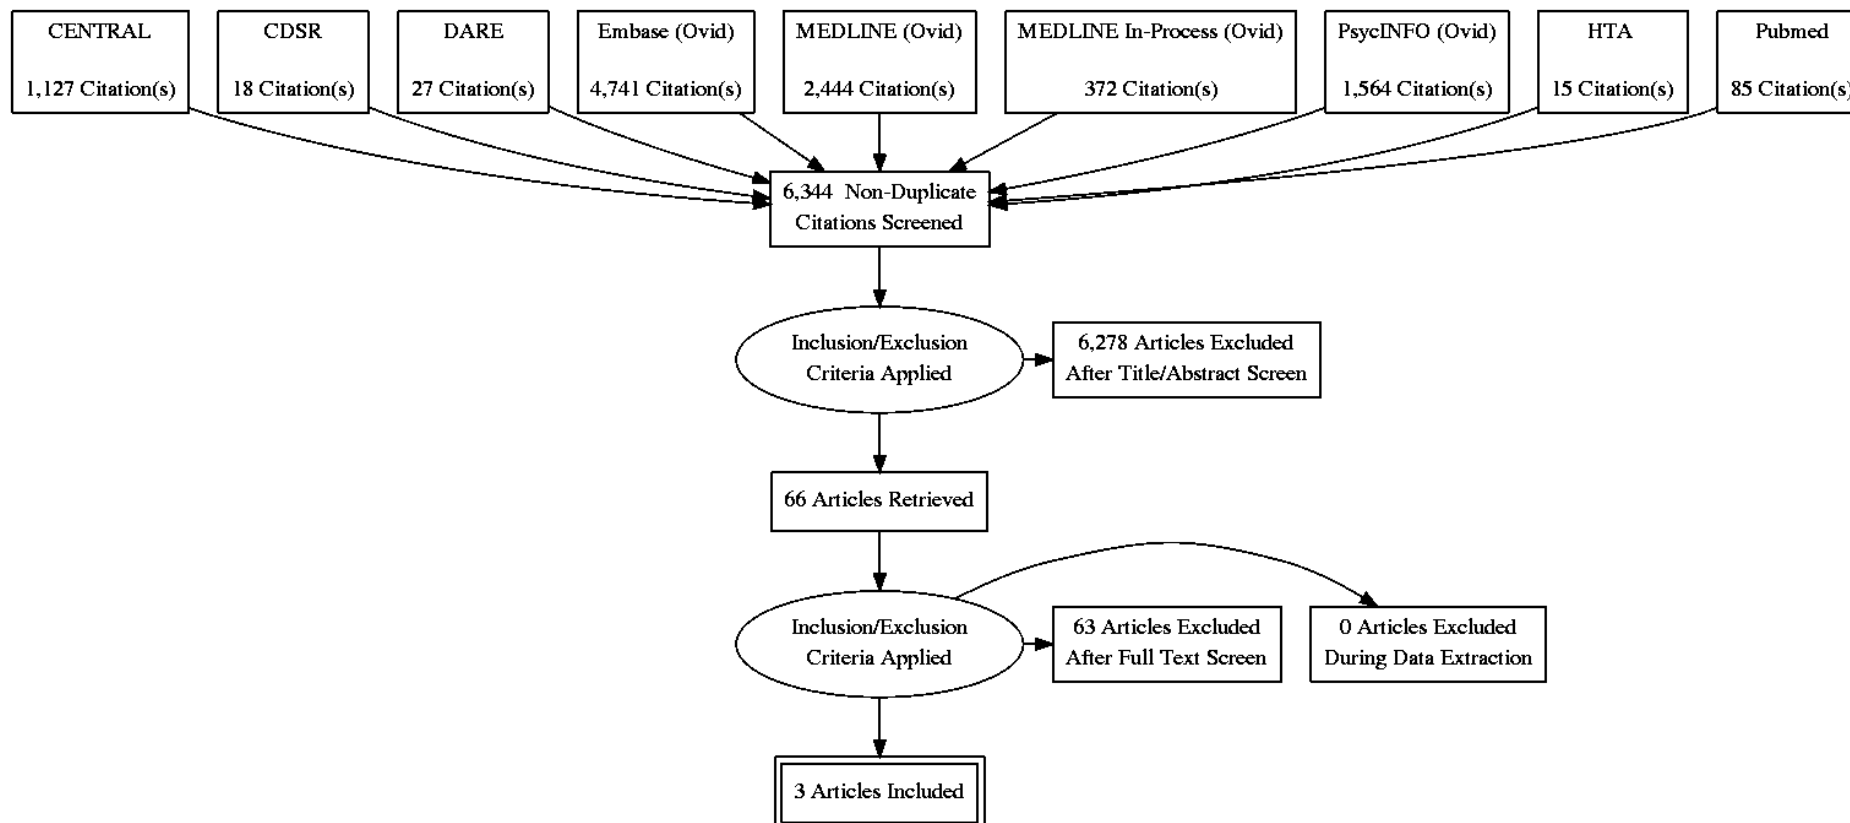 CENTRAL
1,127 Citation(s)
CDSR
18 Citation(s)
DARE
27 Citation(s)
Embase (Ovid)
4,741 Citation(s)
MEDLINE (Ovid)
2,444 Citation(s)
MEDLINE In-Process (Ovid)
372 Citation(s)
PsycINFO (Ovid)
1,564 Citation(s)
HTA
15 Citation(s)
Pubmed
85 Citation(s)
6,344 Non-Duplicate
Citations Screened
Inclusion/Exclusion
Criteria Applied
6,278 Articles Excluded
After Title/Abstract Screen
66 Articles Retrieved
Inclusion/Exclusion
Criteria Applied
63 Articles Excluded
After Full Text Screen
0 Articles Excluded
During Data Extraction
3 Articles Included